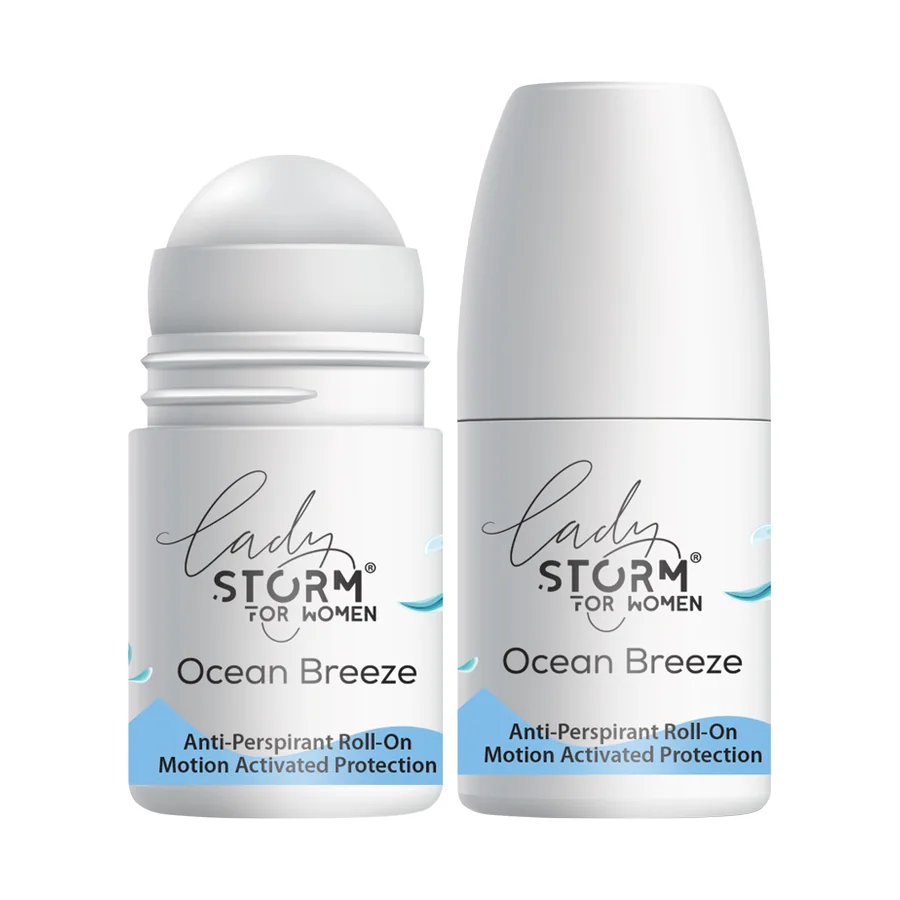 lady
STORM®
FOR WOMEN
Ocean Breeze
Anti-Perspirant Roll-On
Motion Activated Protection
lady
STORM®
FOR WOMEN
Ocean Breeze
Anti-Perspirant Roll-On
Motion Activated Protection